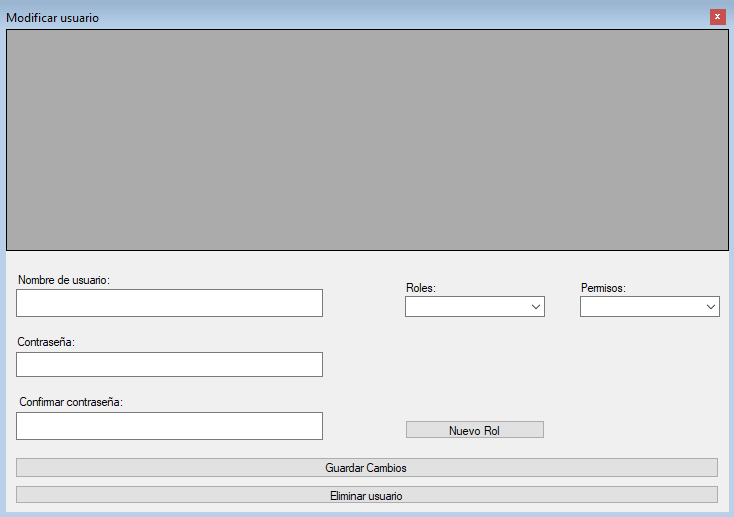 Modificar usuario
Nombre de usuario:
Roles:
Permisos:
Contraseña:
Confirmar contraseña:
Nuevo Rol
Guardar Cambios
Eliminar usuario